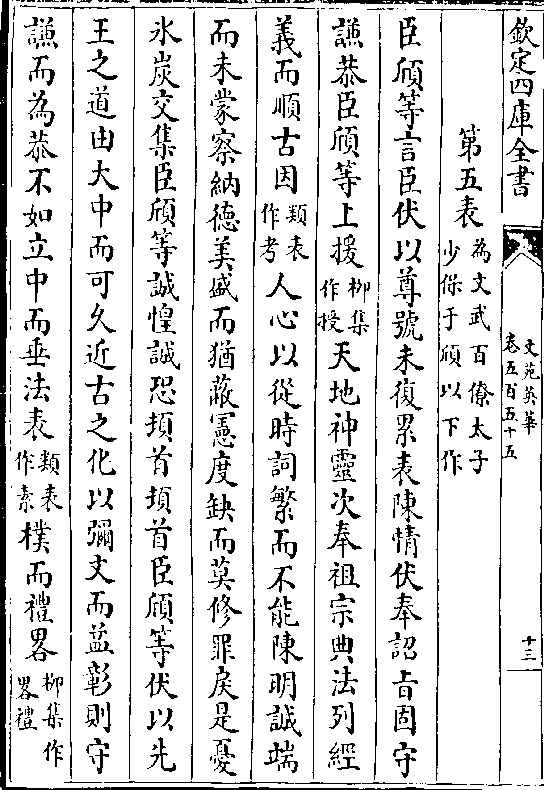 欽定四庫全書
文苑英華
卷五百五十五
十三
第五表 為文武百僚太子少保于頎以下作
臣頎等言臣伏以尊號未復累表陳情伏奉詔旨固守
謙恭臣頎等上援柳集作授天地神靈次奉祖宗典法列經
義而順古因類表作考人心以從時詞繁而不能陳明誠端
而未蒙察納德美盛而猶蔽憲度缺而莫修罪戾是憂
氷炭交集臣頎等誠惶誠恐頓首頓首臣頎等伏以先
王之道由大中而可久近古之化以彌文而益彰則守
謙而為恭不如立中而垂法表類表作素樸而禮畧柳集作畧禮